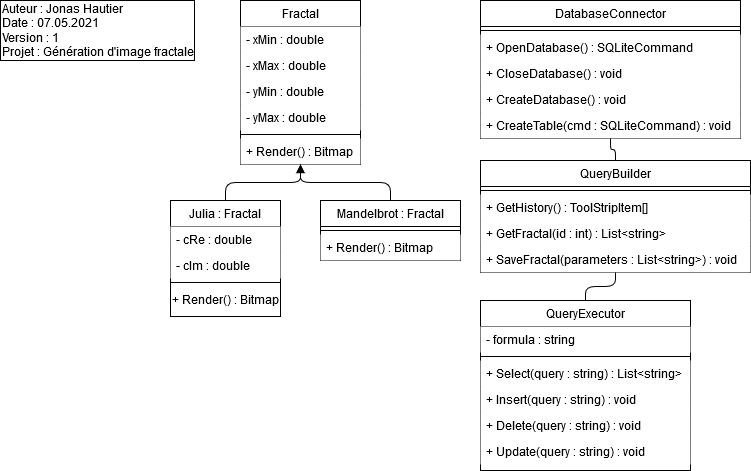 Auteur : Jonas Hautier
Date : 07.05.2021
Version : 1
Projet : Génération d'image fractale
Fractal
- xMin : double
- xMax : double
- yMin : double
- yMax : double
+ Render() : Bitmap
Julia : Fractal
- cRe : double
- cIm : double
+ Render() : Bitmap
Mandelbrot : Fractal
+ Render() : Bitmap
DatabaseConnector
+ OpenDatabase() : SQLiteCommand
+ CloseDatabase() : void
+ CreateDatabase() : void
+ CreateTable(cmd : SQLiteCommand) : void
QueryBuilder
+ GetHistory() : ToolStripItem[]
+ GetFractal(id : int) : List<string>
+ SaveFractal(parameters : List<string>) : void
QueryExecutor
- formula : string
+ Select(query : string) : List<string>
+ Insert(query : string) : void
+ Delete(query : string) : void
+ Update(query : string) : void